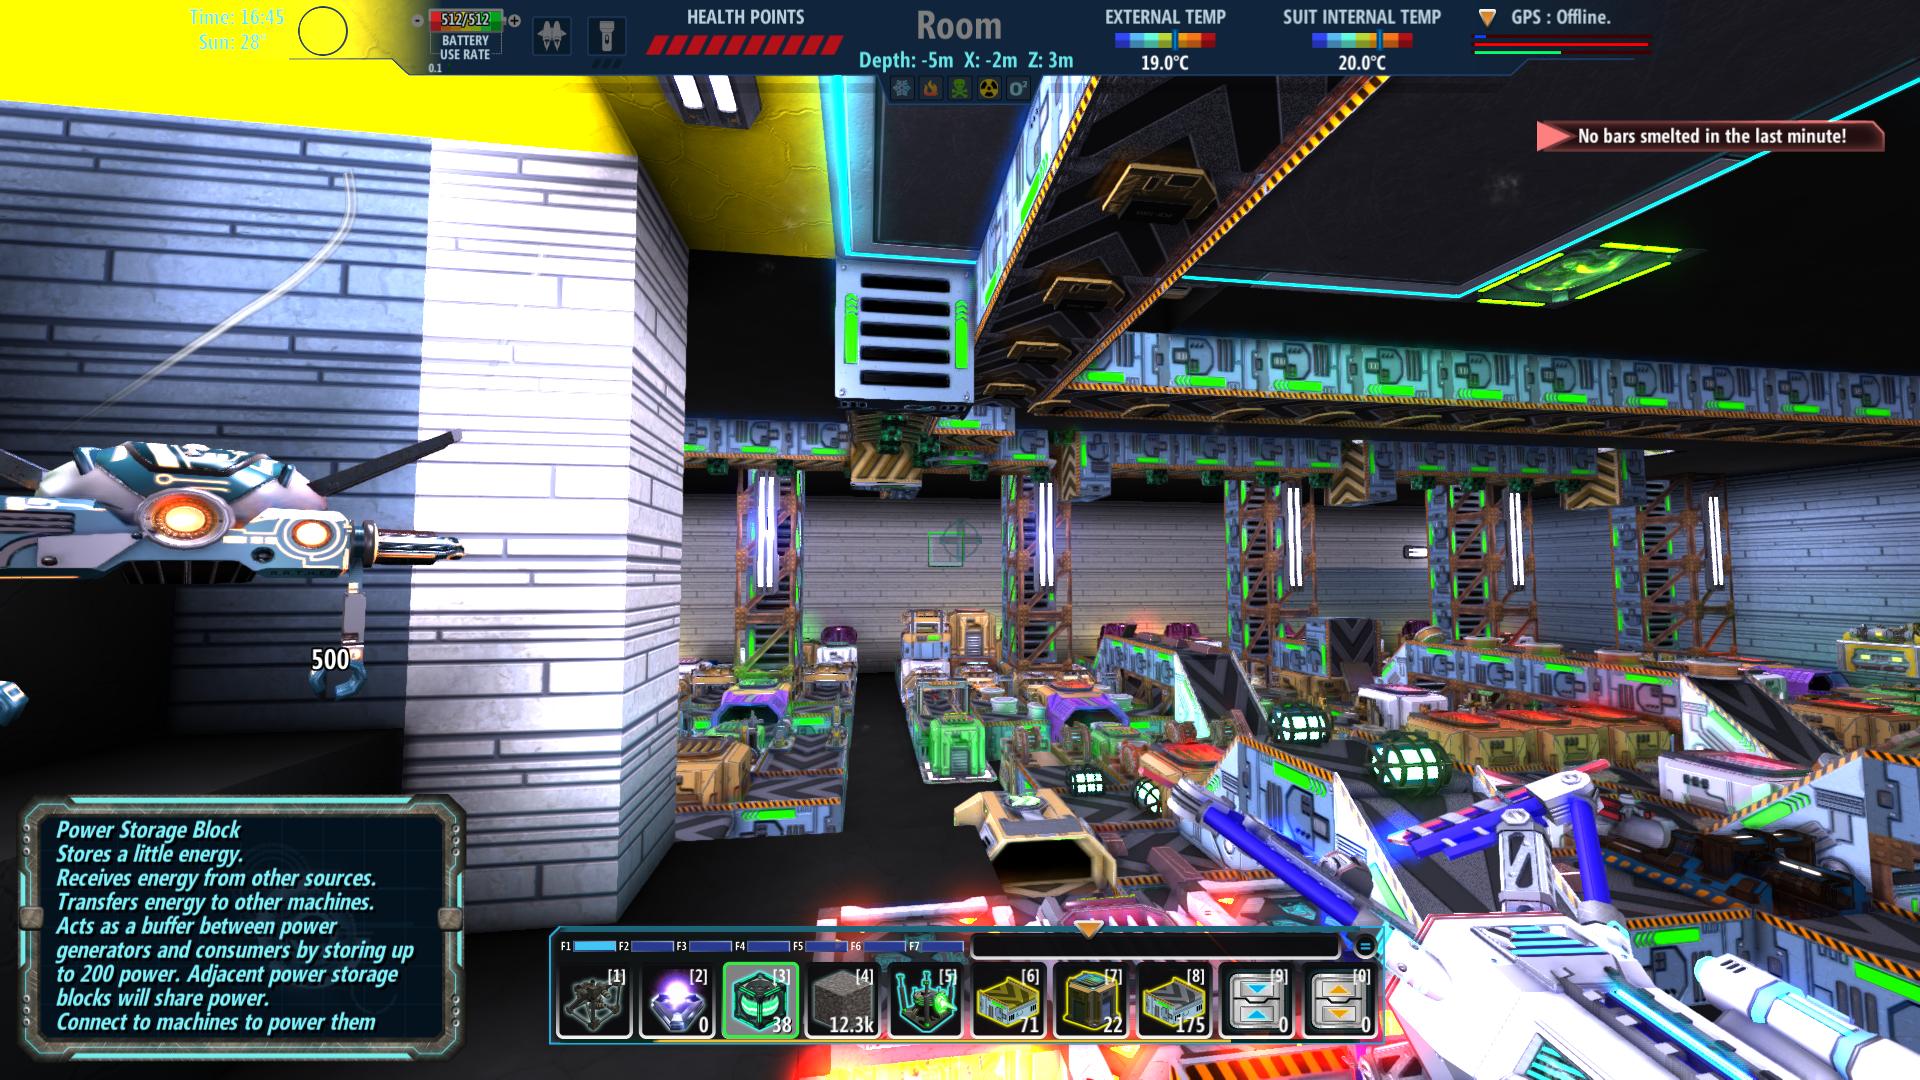 Time: 16:45
Sun: 28°
512/512
BATTERY
USE RATE
0.1
HEALTH POINTS
Room
Depth: -5m X: -2m Z: 3m
EXTERNAL TEMP
19.0°C
SUIT INTERNAL TEMP
20.0°C
GPS : Offline.
O²
No bars smelted in the last minute!
500
Power Storage Block
Stores a little energy.
Receives energy from other sources.
Transfers energy to other machines.
Acts as a buffer between power
generators and consumers by storing up
to 200 power. Adjacent power storage
blocks will share power.
Connect to machines to power them
F1 F2 F3 F4 F5 F6 F7
[1] [2] [3] [4] [5] [6] [7] [8] [9] [0]
0 38 12.3k 71 22 175 0 0